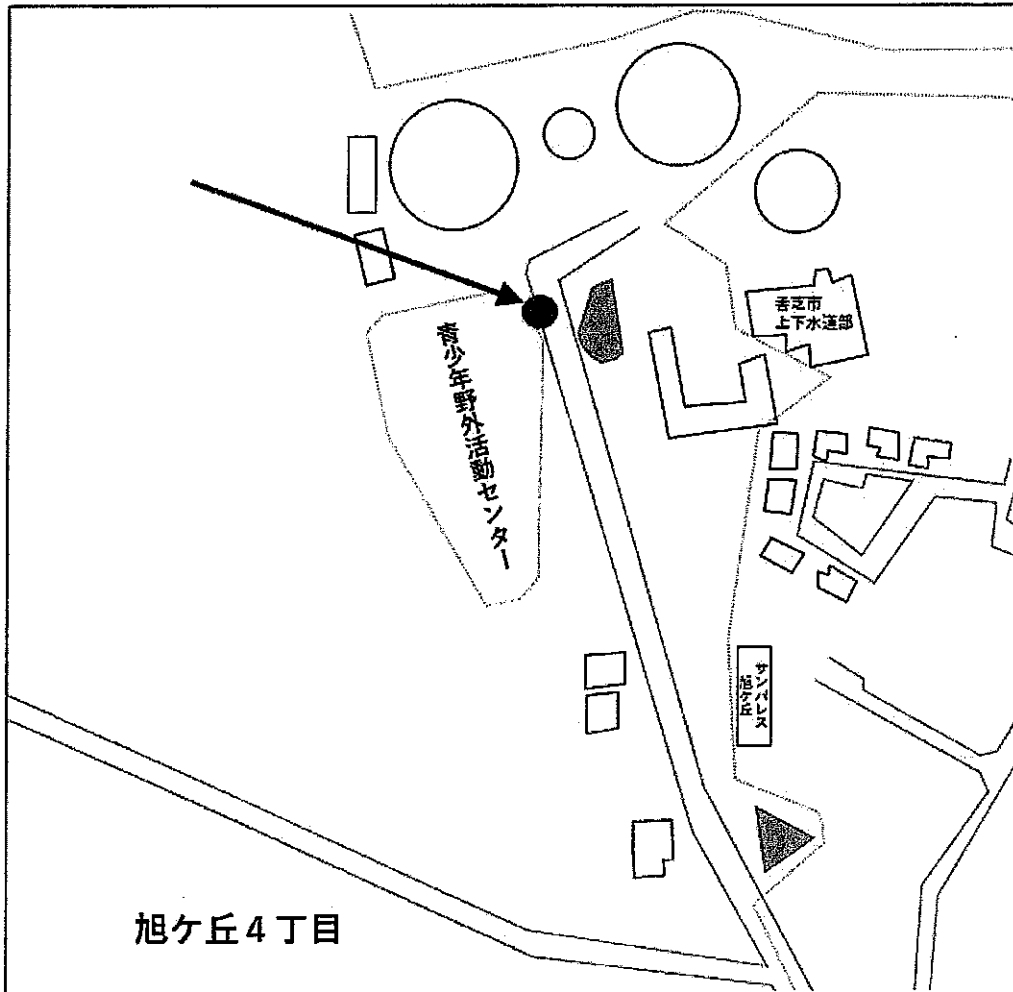 香芝市
上下水道部
青少年野外活動センター
サンパレス
旭ケ丘
旭ケ丘4丁目